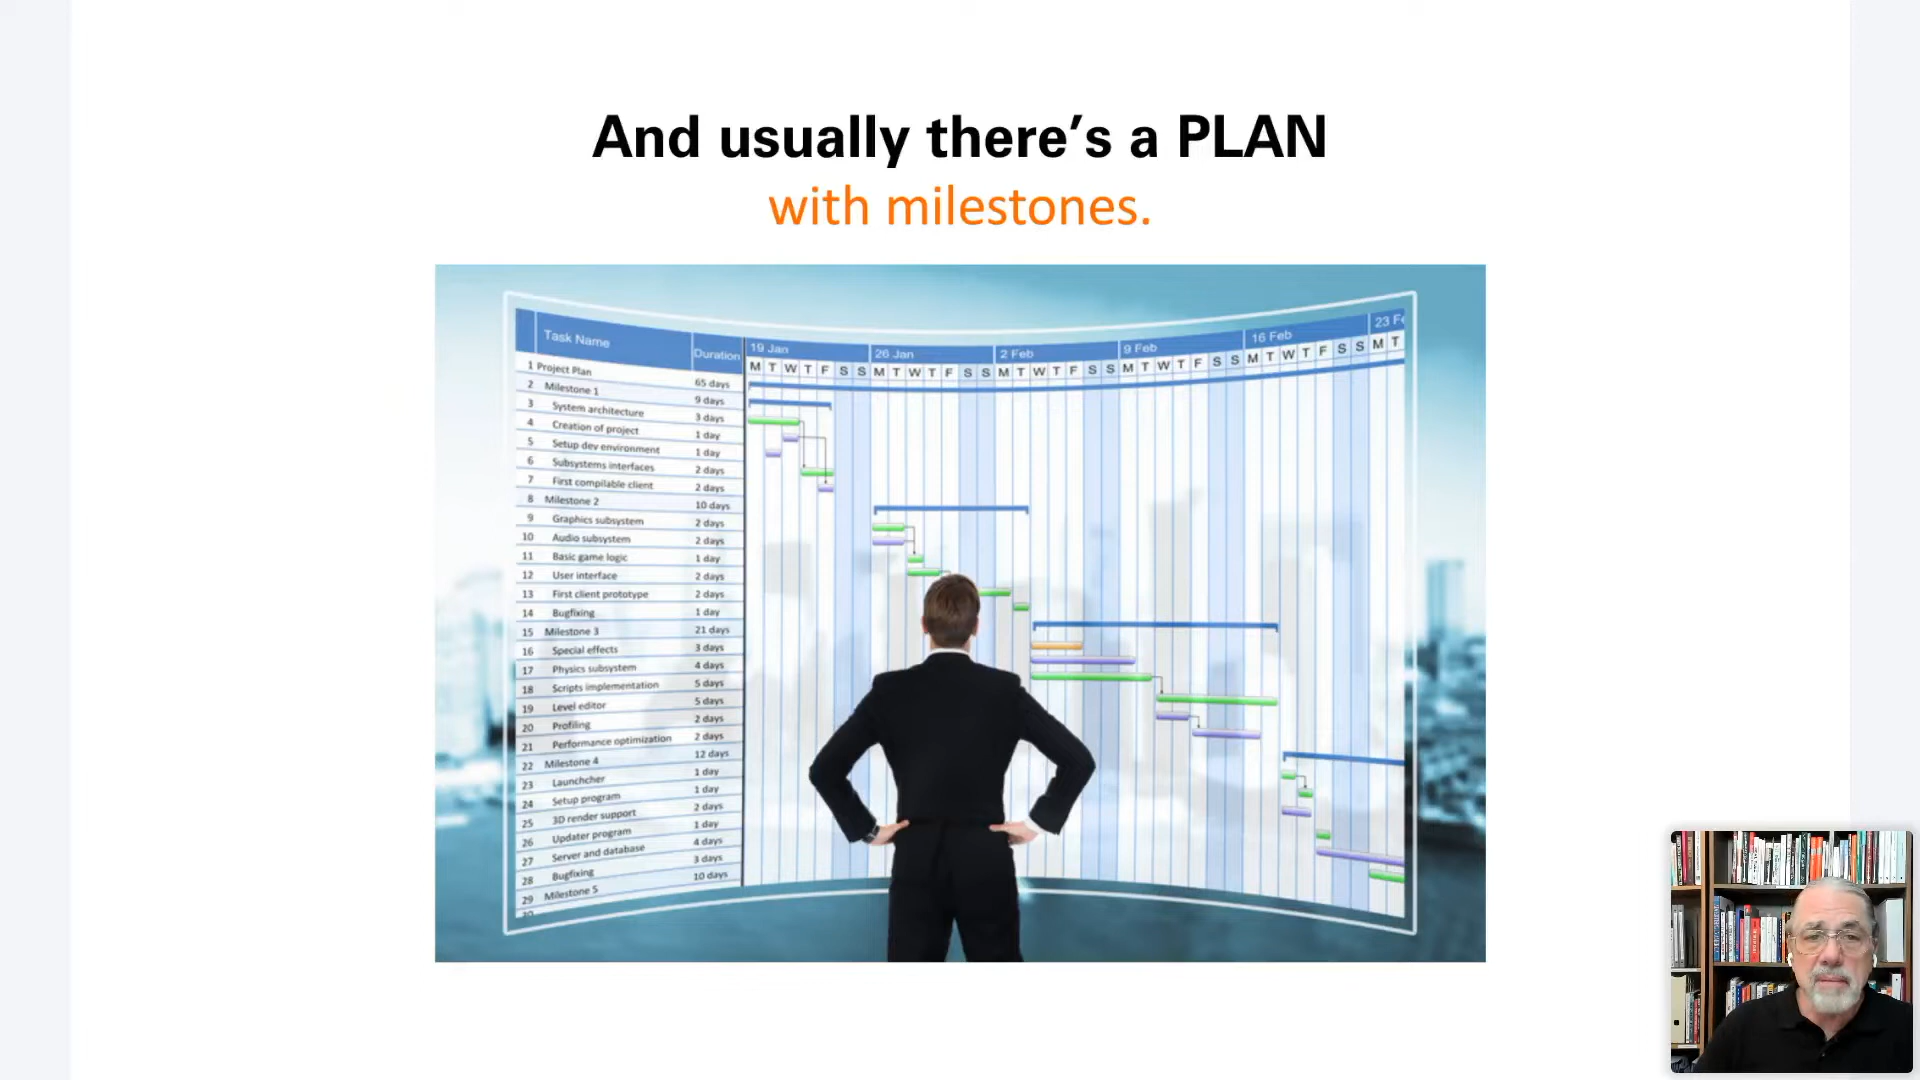 And usually there's a PLAN
with milestones.
Task Name Duration 19 Jan 26 Jan 2 Feb 9 Feb 16 Feb 23 Fe
M T W T F S S M T W T F S S M T W T F S S M T W T F S S M T W T F S S M T
1 Project Plan 65 days
2 Milestone 1 9 days
3 System architecture 3 days
4 Creation of project 1 day
5 Setup dev environment 1 day
6 Subsystems interfaces 2 days
7 First compilable client 2 days
8 Milestone 2 10 days
9 Graphics subsystem 2 days
10 Audio subsystem 2 days
11 Basic game logic 1 day
12 User interface 2 days
13 First client prototype 2 days
14 Bugfixing 1 day
15 Milestone 3 21 days
16 Special effects 3 days
17 Physics subsystem 4 days
18 Scripts implementation 5 days
19 Level editor 5 days
20 Profiling 2 days
21 Performance optimization 2 days
22 Milestone 4 12 days
23 Launchcher 1 day
24 Setup program 1 day
25 3D render support 2 days
26 Updater program 1 day
27 Server and database 4 days
28 Bugfixing 3 days
29 Milestone 5 10 days